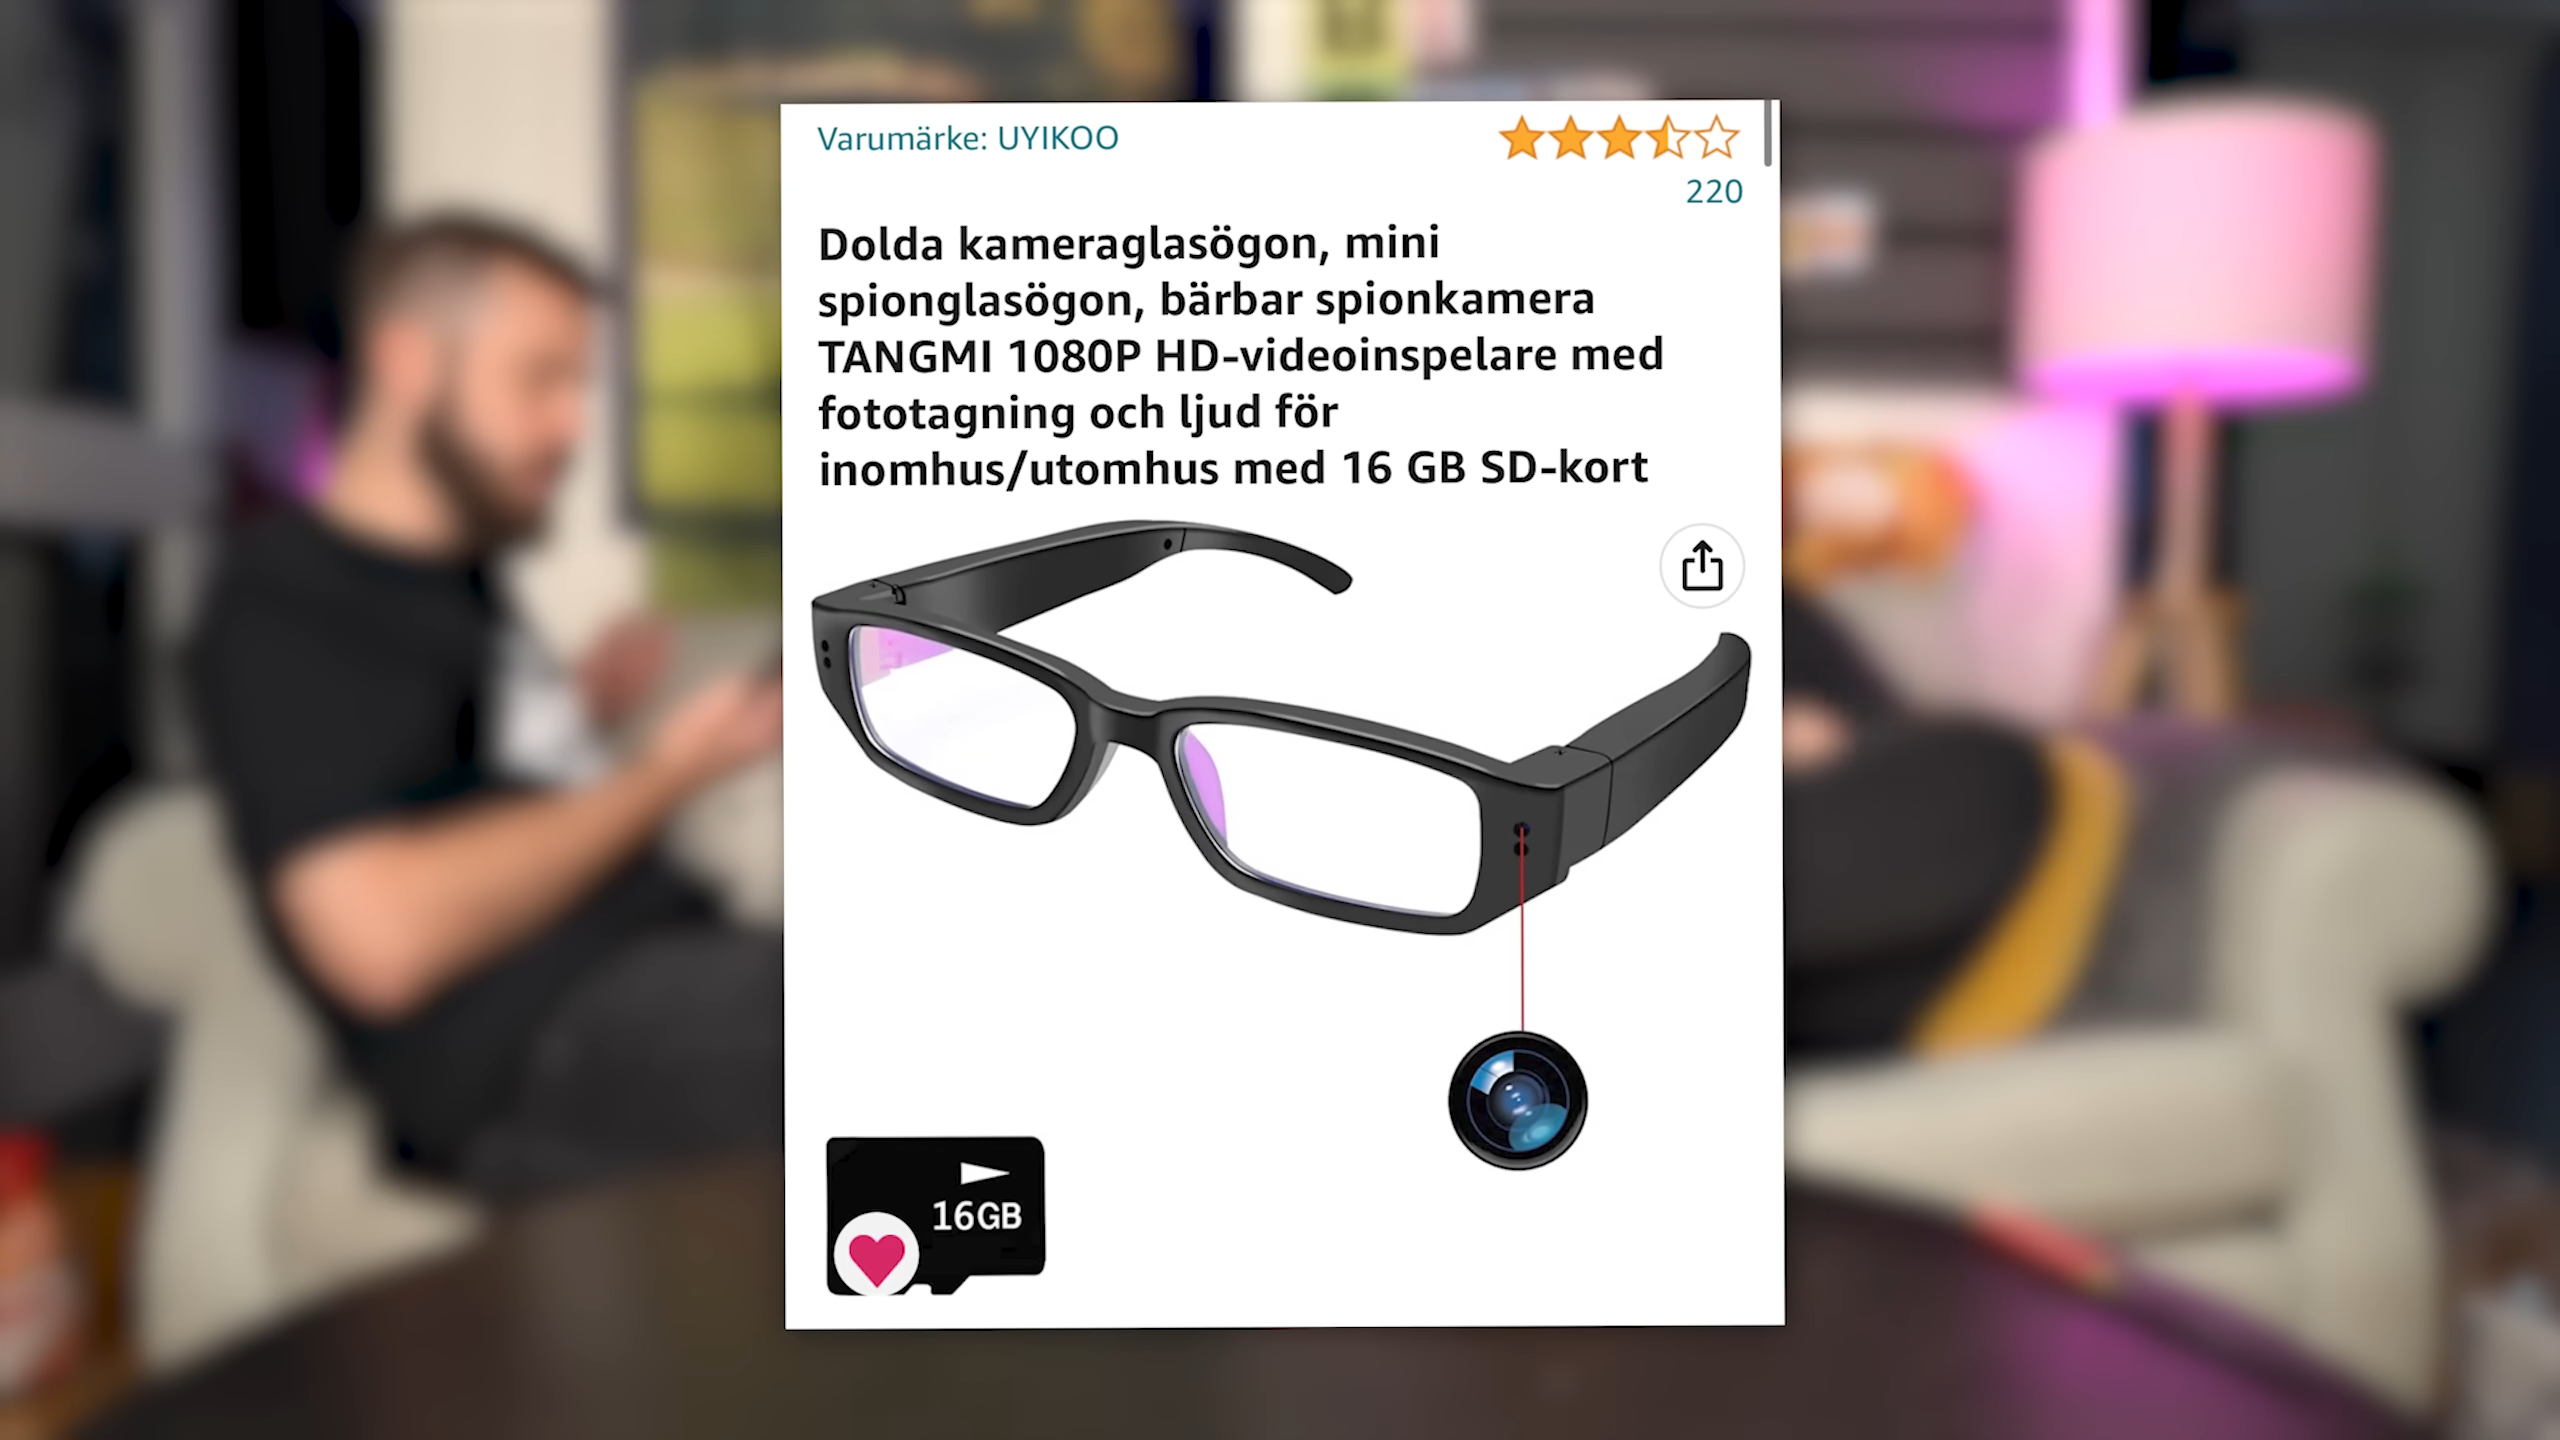 Varumärke: UYIKOO
220
Dolda kameraglasögon, mini
spionglasögon, bärbar spionkamera
TANGMI 1080P HD-videoinspelare med
fototagning och ljud för
inomhus/utomhus med 16 GB SD-kort
16GB